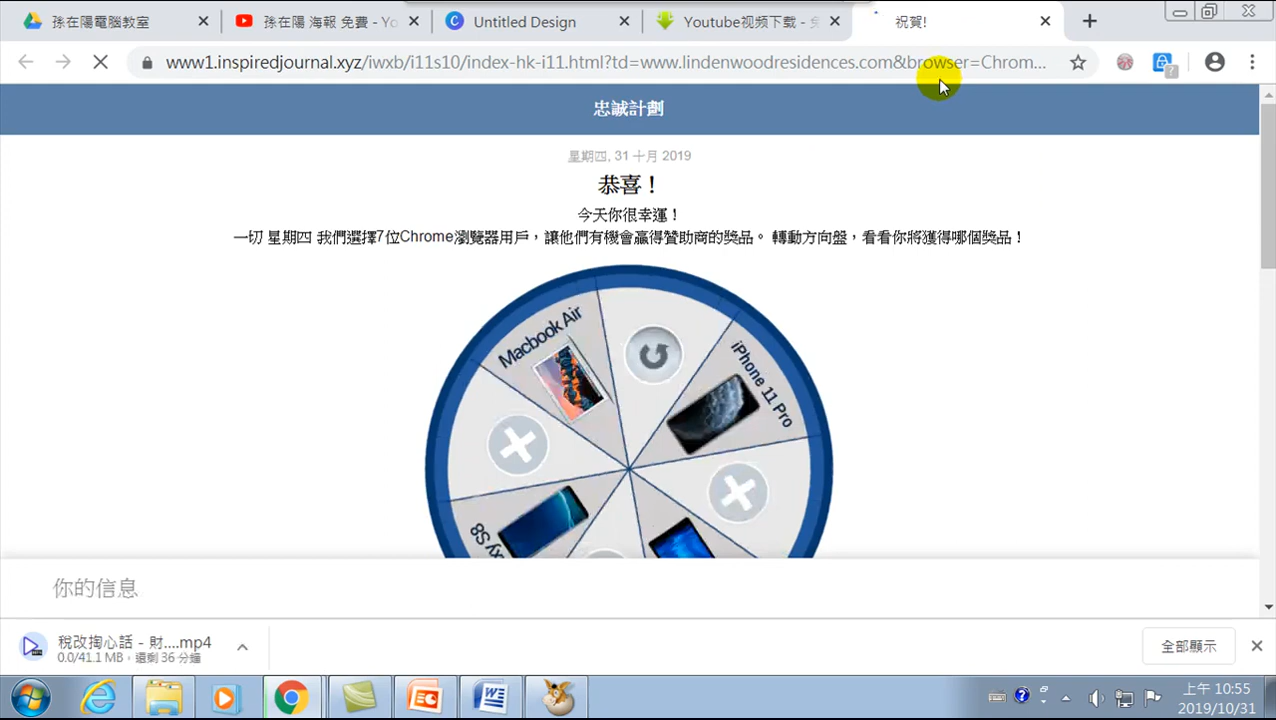 孫在陽電腦教室
孫在陽 海報 免費 - Yo
Untitled Design
Youtube视频下载 - 免
祝賀!
www1.inspiredjournal.xyz/iwxb/i11s10/index-hk-i11.html?td=www.lindenwoodresidences.com&browser=Chrom...
忠誠計劃
星期四, 31 十月 2019
恭喜！
今天你很幸運！
一切 星期四 我們選擇7位Chrome瀏覽器用戶，讓他們有機會贏得贊助商的獎品。 轉動方向盤，看看你將獲得哪個獎品！
Macbook Air
iPhone 11 Pro
xy S8
你的信息
稅改掏心話 - 財....mp4
0.0/41.1 MB，還剩 36 分鐘
全部顯示
上午 10:55
2019/10/31